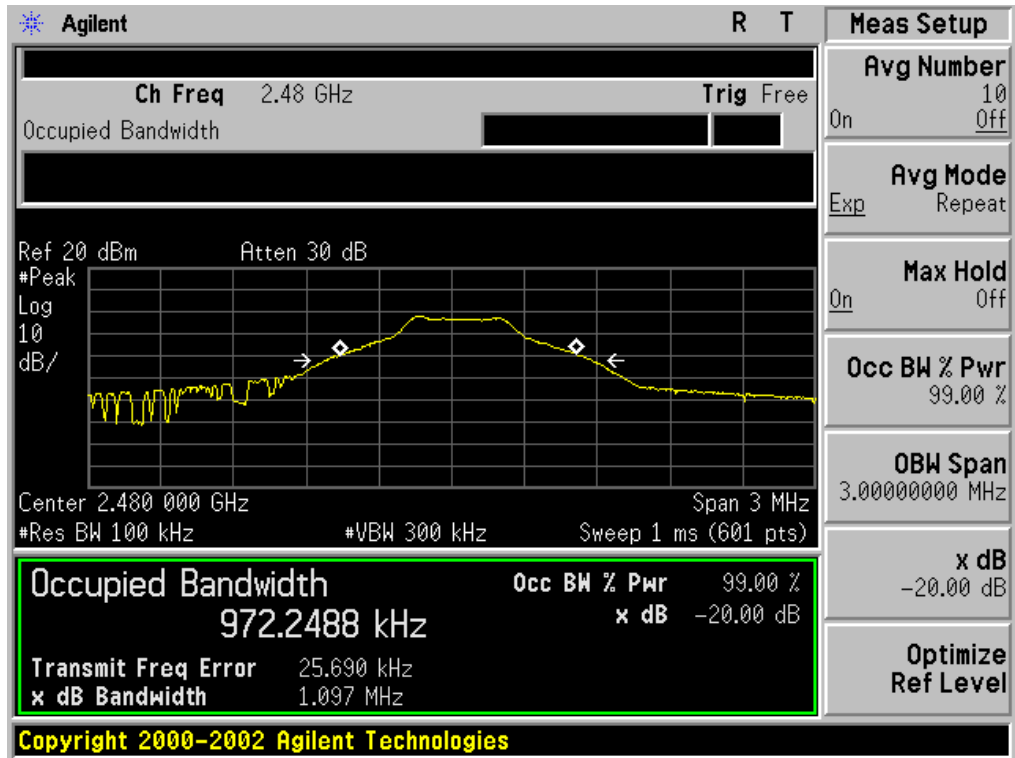 Agilent R T
Ch Freq 2.48 GHz Trig Free
Occupied Bandwidth
Ref 20 dBm Atten 30 dB
#Peak
Log
10
dB/
Center 2.480 000 GHz Span 3 MHz
#Res BW 100 kHz #VBW 300 kHz Sweep 1 ms (601 pts)
Occupied Bandwidth Occ BW % Pwr 99.00 %
972.2488 kHz x dB -20.00 dB
Transmit Freq Error 25.690 kHz
x dB Bandwidth 1.097 MHz
Copyright 2000-2002 Agilent Technologies
Meas Setup
Avg Number
10
On Off
Avg Mode
Exp Repeat
Max Hold
On Off
Occ BW % Pwr
99.00 %
OBW Span
3.00000000 MHz
x dB
-20.00 dB
Optimize
Ref Level